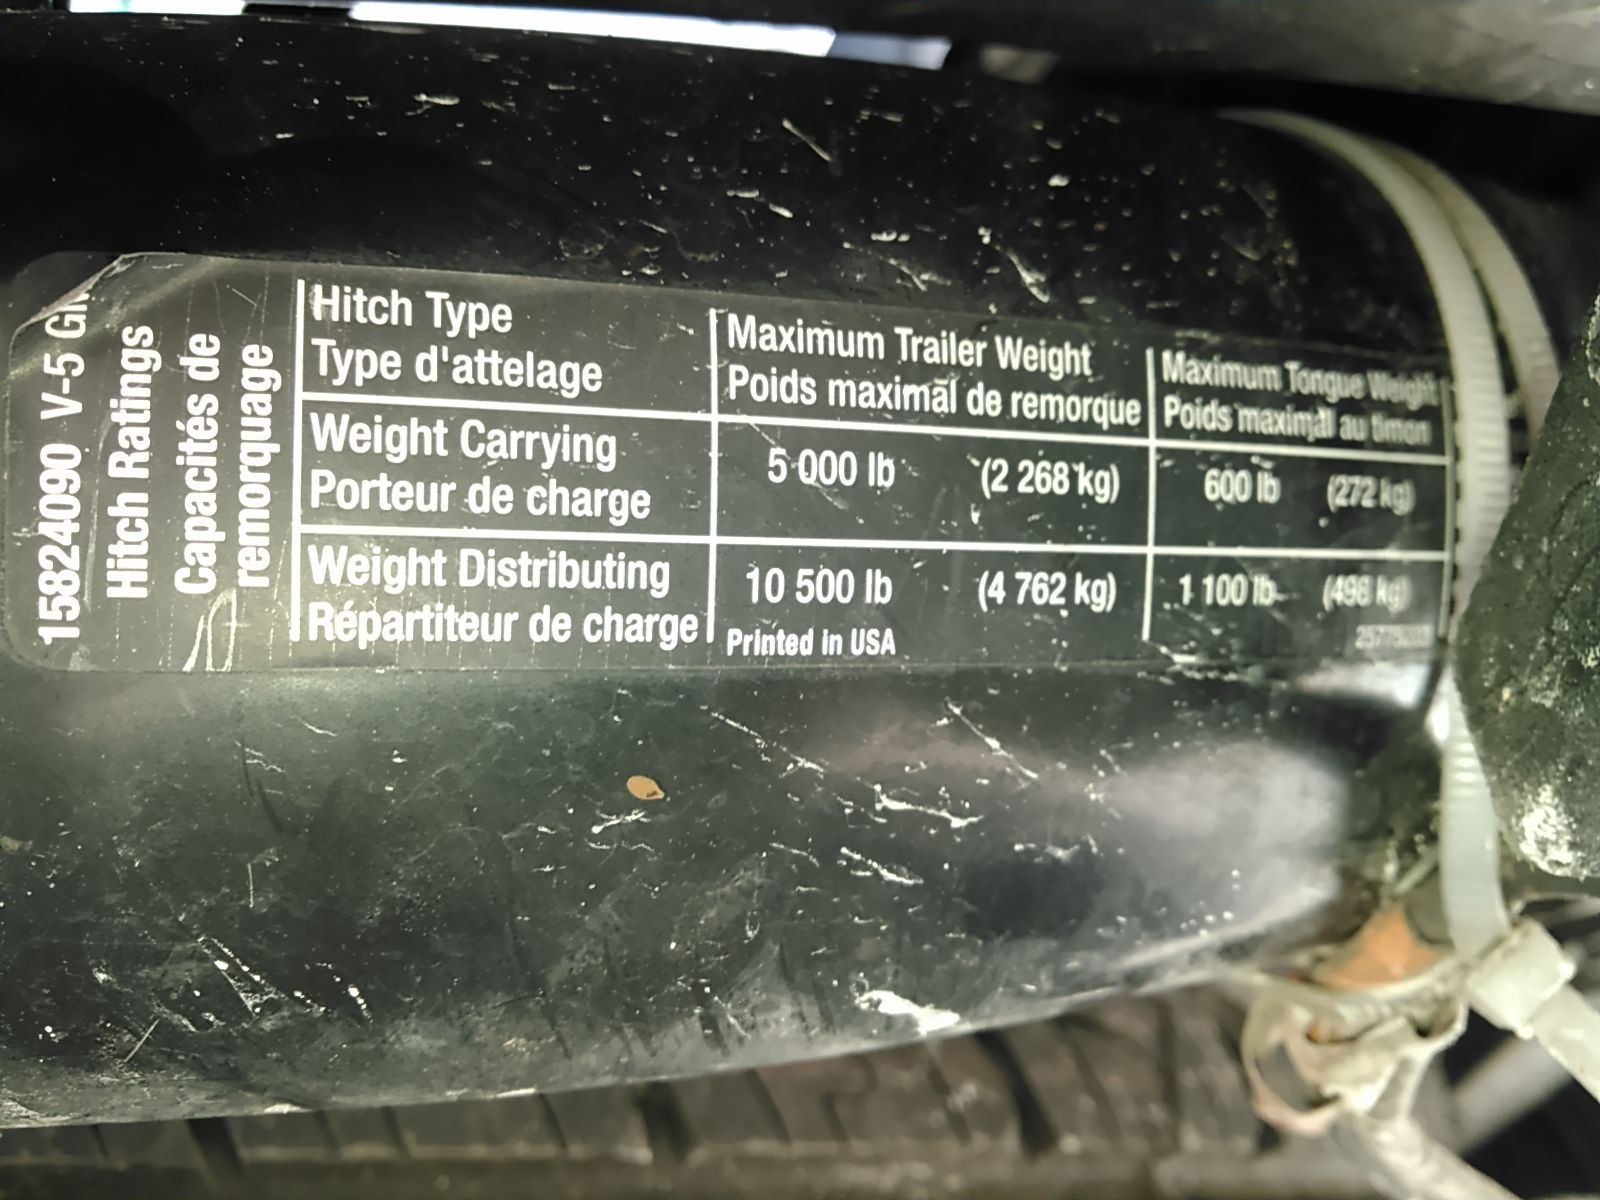 15824090 V-5
Hitch Ratings
Capacités de
remorquage
Hitch Type
Type d'attelage
Maximum Trailer Weight
Poids maximal de remorque
Maximum Tongue Weight
Poids maximal au timon
Weight Carrying
Porteur de charge
5 000 lb (2 268 kg)
600 lb (272 kg)
Weight Distributing
Répartiteur de charge
10 500 lb (4 762 kg)
1 100 lb (498 kg)
Printed in USA